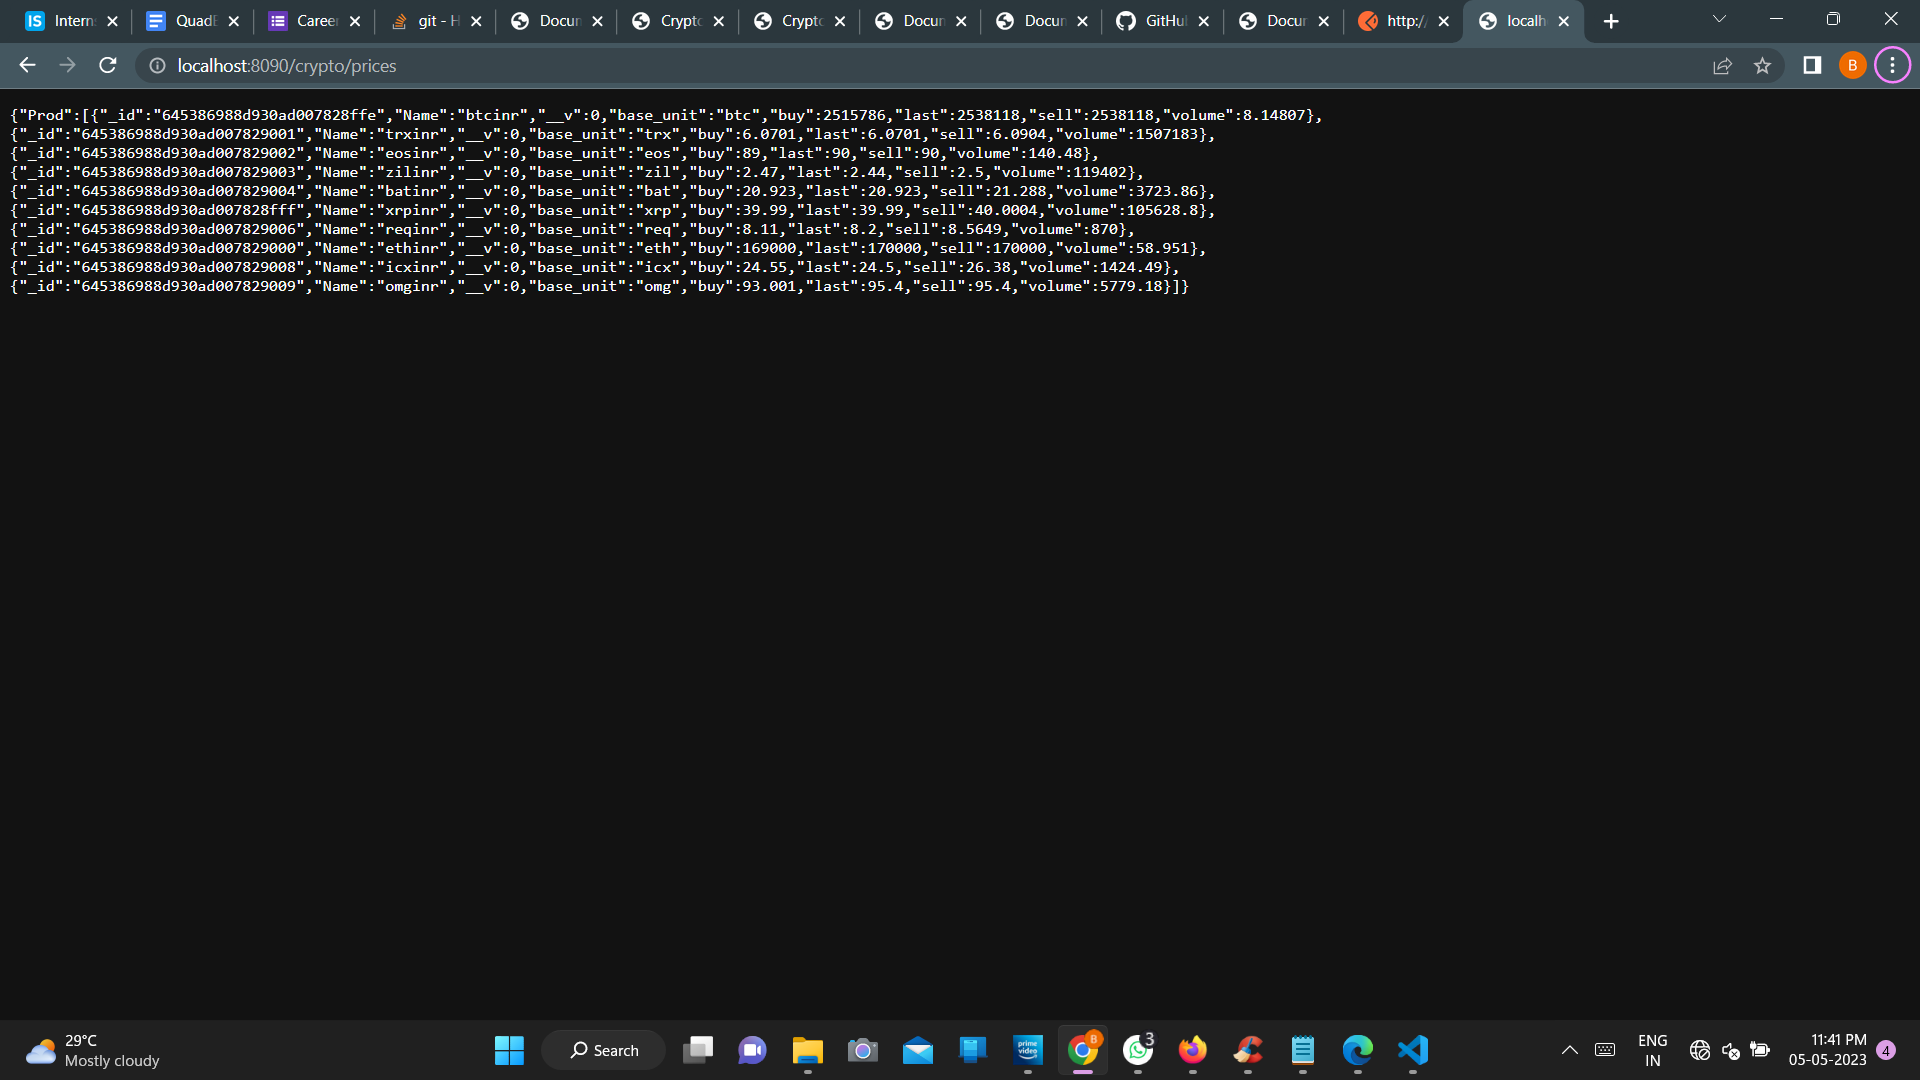 Intern
QuadE
Career
git - H
Docun
Crypto
Crypto
Docun
Docun
GitHul
Docun
http:/
localh
localhost:8090/crypto/prices
B
{"Prod":[{"_id":"645386988d930ad007828ffe","Name":"btcinr","__v":0,"base_unit":"btc","buy":2515786,"last":2538118,"sell":2538118,"volume":8.14807},
{"_id":"645386988d930ad007829001","Name":"trxinr","__v":0,"base_unit":"trx","buy":6.0701,"last":6.0701,"sell":6.0904,"volume":1507183},
{"_id":"645386988d930ad007829002","Name":"eosinr","__v":0,"base_unit":"eos","buy":89,"last":90,"sell":90,"volume":140.48},
{"_id":"645386988d930ad007829003","Name":"zilinr","__v":0,"base_unit":"zil","buy":2.47,"last":2.44,"sell":2.5,"volume":119402},
{"_id":"645386988d930ad007829004","Name":"batinr","__v":0,"base_unit":"bat","buy":20.923,"last":20.923,"sell":21.288,"volume":3723.86},
{"_id":"645386988d930ad007828fff","Name":"xrpinr","__v":0,"base_unit":"xrp","buy":39.99,"last":39.99,"sell":40.0004,"volume":105628.8},
{"_id":"645386988d930ad007829006","Name":"reqinr","__v":0,"base_unit":"req","buy":8.11,"last":8.2,"sell":8.5649,"volume":870},
{"_id":"645386988d930ad007829000","Name":"ethinr","__v":0,"base_unit":"eth","buy":169000,"last":170000,"sell":170000,"volume":58.951},
{"_id":"645386988d930ad007829008","Name":"icxinr","__v":0,"base_unit":"icx","buy":24.55,"last":24.5,"sell":26.38,"volume":1424.49},
{"_id":"645386988d930ad007829009","Name":"omginr","__v":0,"base_unit":"omg","buy":93.001,"last":95.4,"sell":95.4,"volume":5779.18}]}
29°C
Mostly cloudy
Search
prime video
B
3
ENG
IN
11:41 PM
05-05-2023
4